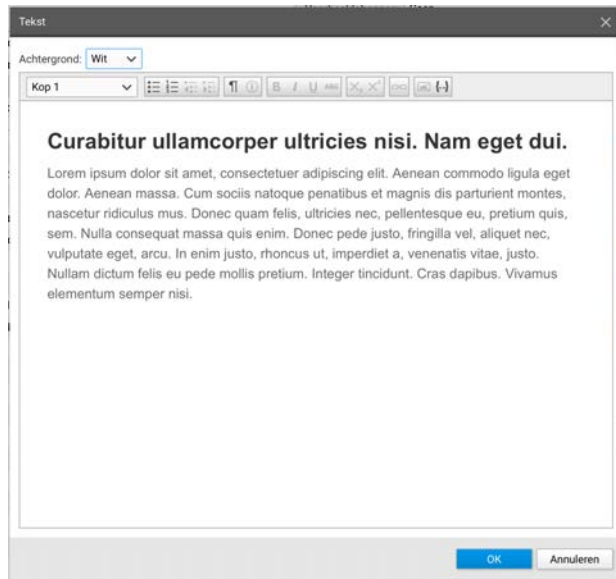 Tekst
Achtergrond: Wit
Kop 1
B I U ABC X₂ X² {..}
Curabitur ullamcorper ultricies nisi. Nam eget dui.
Lorem ipsum dolor sit amet, consectetuer adipiscing elit. Aenean commodo ligula eget
dolor. Aenean massa. Cum sociis natoque penatibus et magnis dis parturient montes,
nascetur ridiculus mus. Donec quam felis, ultricies nec, pellentesque eu, pretium quis,
sem. Nulla consequat massa quis enim. Donec pede justo, fringilla vel, aliquet nec,
vulputate eget, arcu. In enim justo, rhoncus ut, imperdiet a, venenatis vitae, justo.
Nullam dictum felis eu pede mollis pretium. Integer tincidunt. Cras dapibus. Vivamus
elementum semper nisi.
OK Annuleren